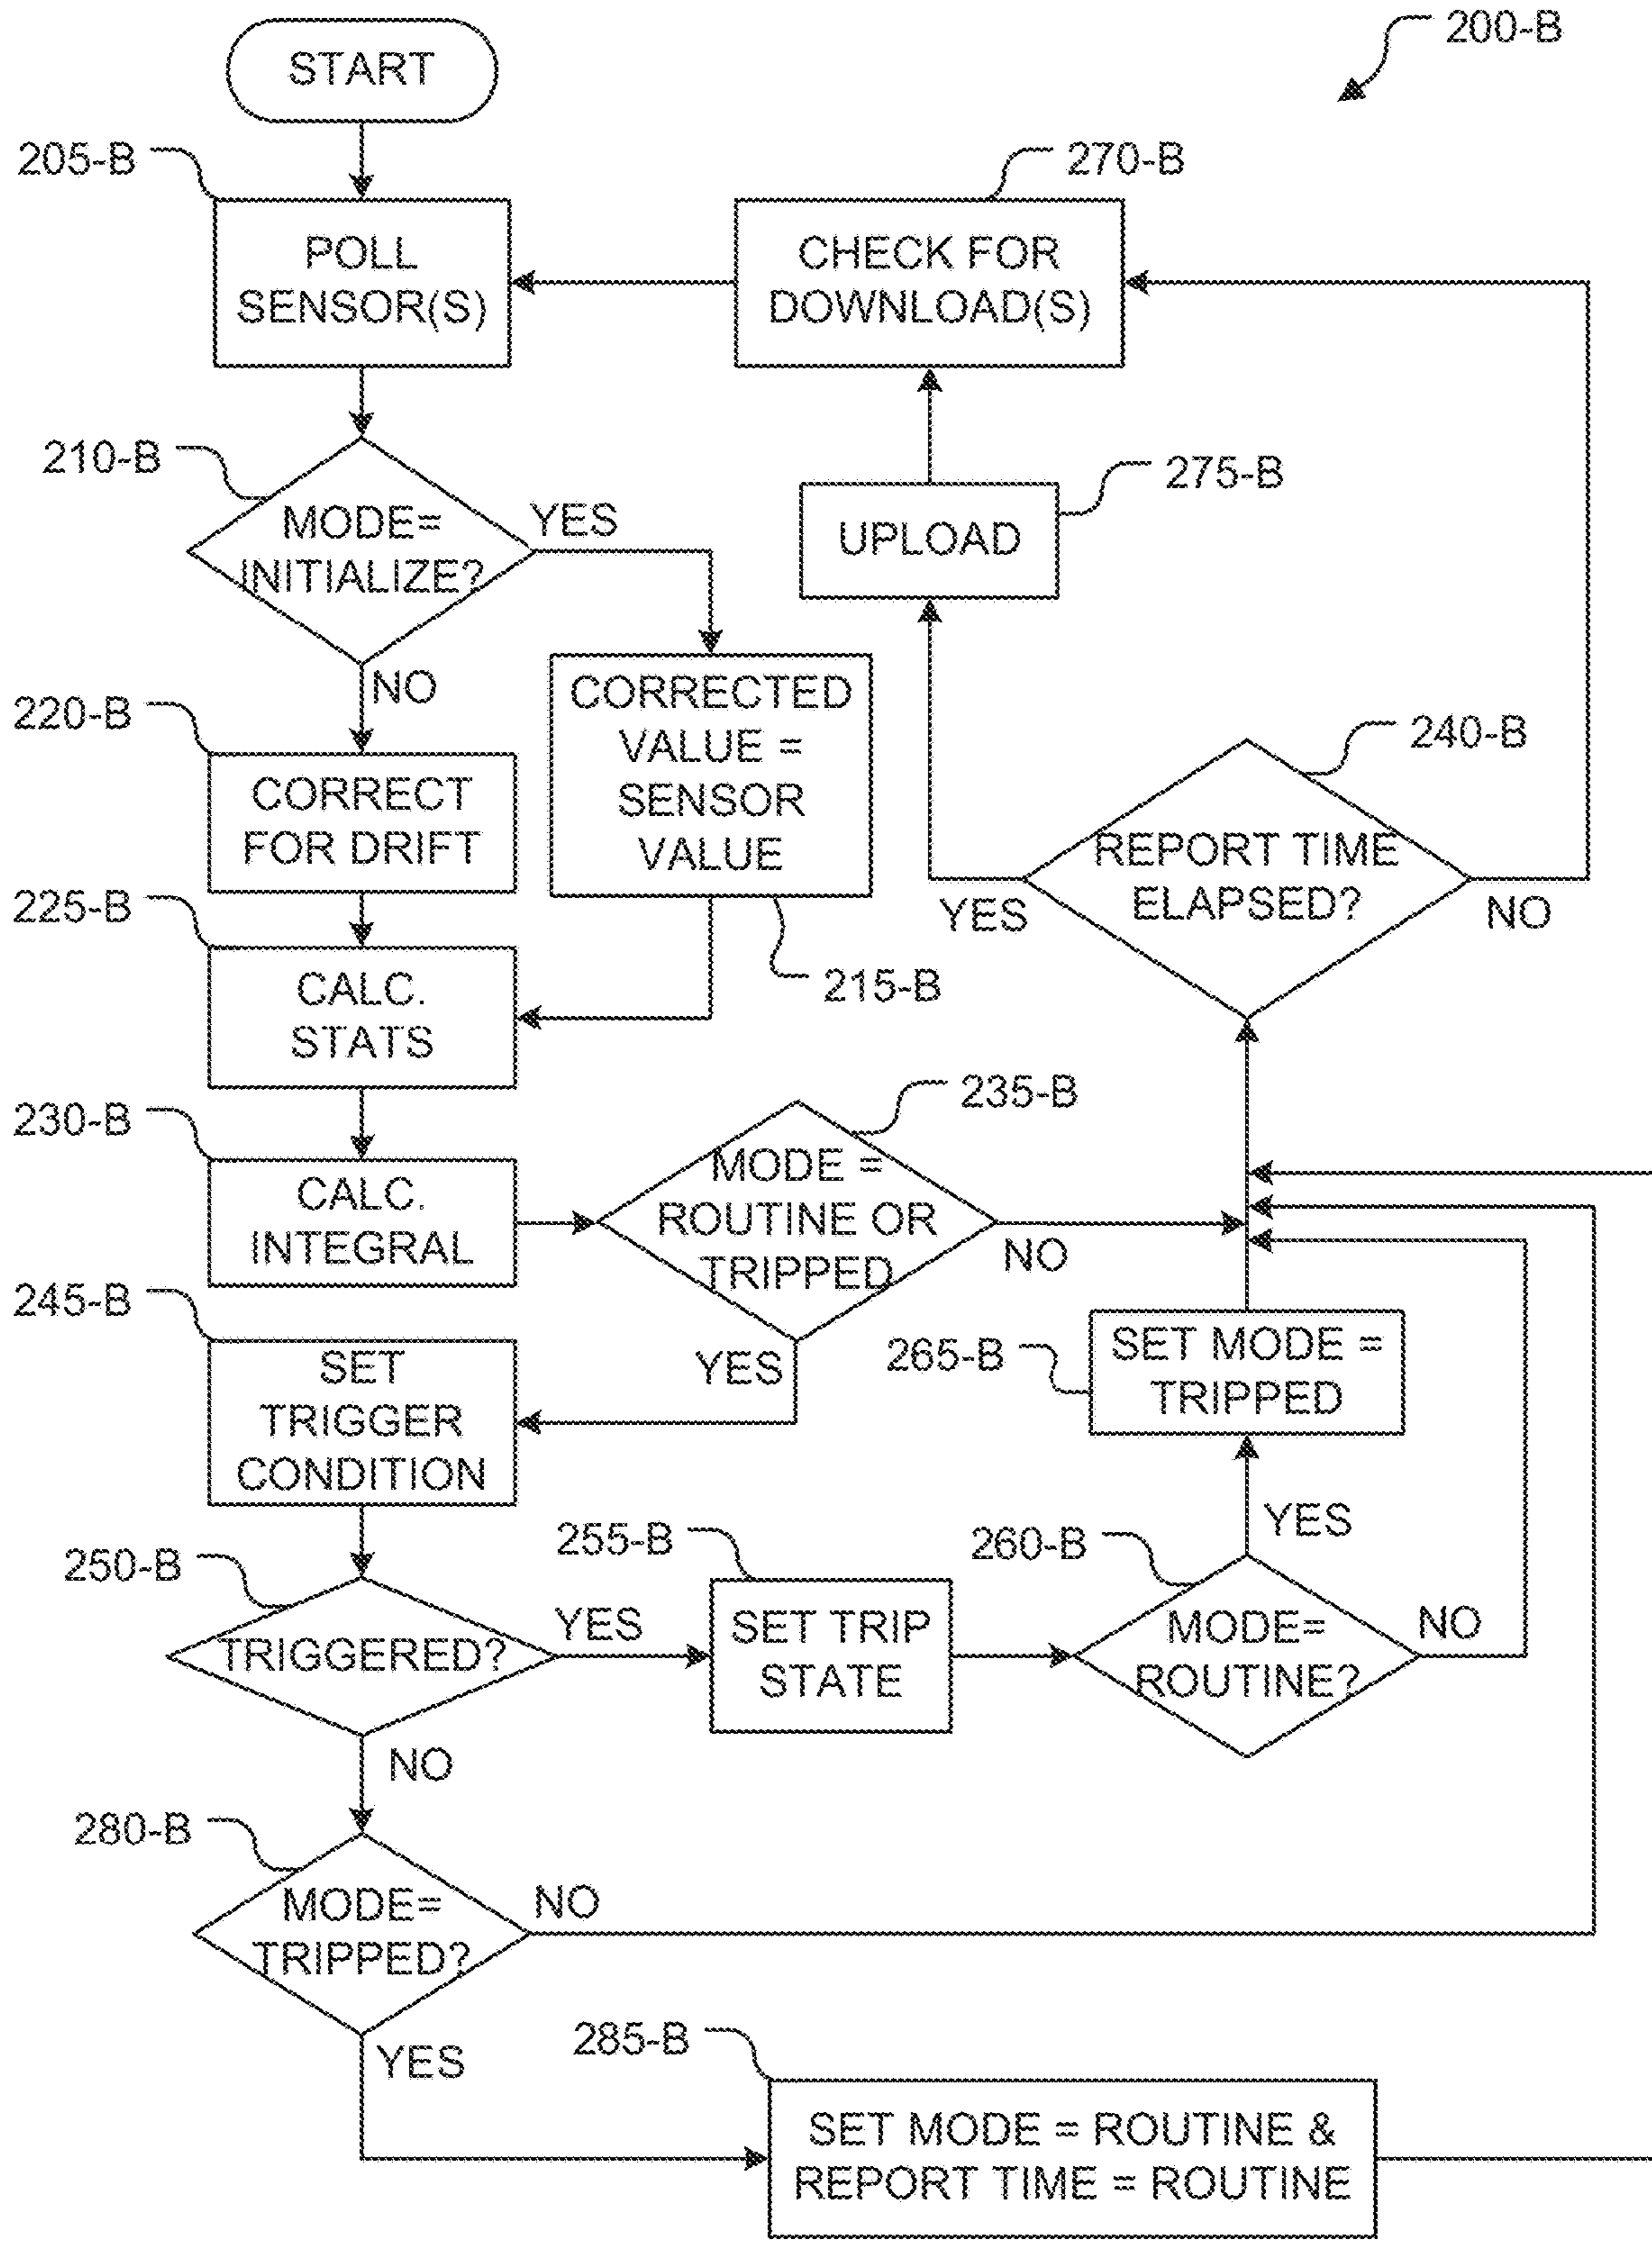 200-B
START
205-B
270-B
POLL
SENSOR(S)
CHECK FOR
DOWNLOAD(S)
210-B
MODE=
INITIALIZE?
YES
NO
275-B
UPLOAD
220-B
CORRECT
FOR DRIFT
CORRECTED
VALUE =
SENSOR
VALUE
215-B
240-B
REPORT TIME
ELAPSED?
YES
NO
225-B
CALC.
STATS
230-B
CALC.
INTEGRAL
235-B
MODE =
ROUTINE OR
TRIPPED
NO
YES
245-B
SET
TRIGGER
CONDITION
265-B
SET MODE =
TRIPPED
250-B
TRIGGERED?
YES
NO
255-B
SET TRIP
STATE
260-B
MODE=
ROUTINE?
YES
NO
280-B
MODE=
TRIPPED?
NO
YES
285-B
SET MODE = ROUTINE &
REPORT TIME = ROUTINE